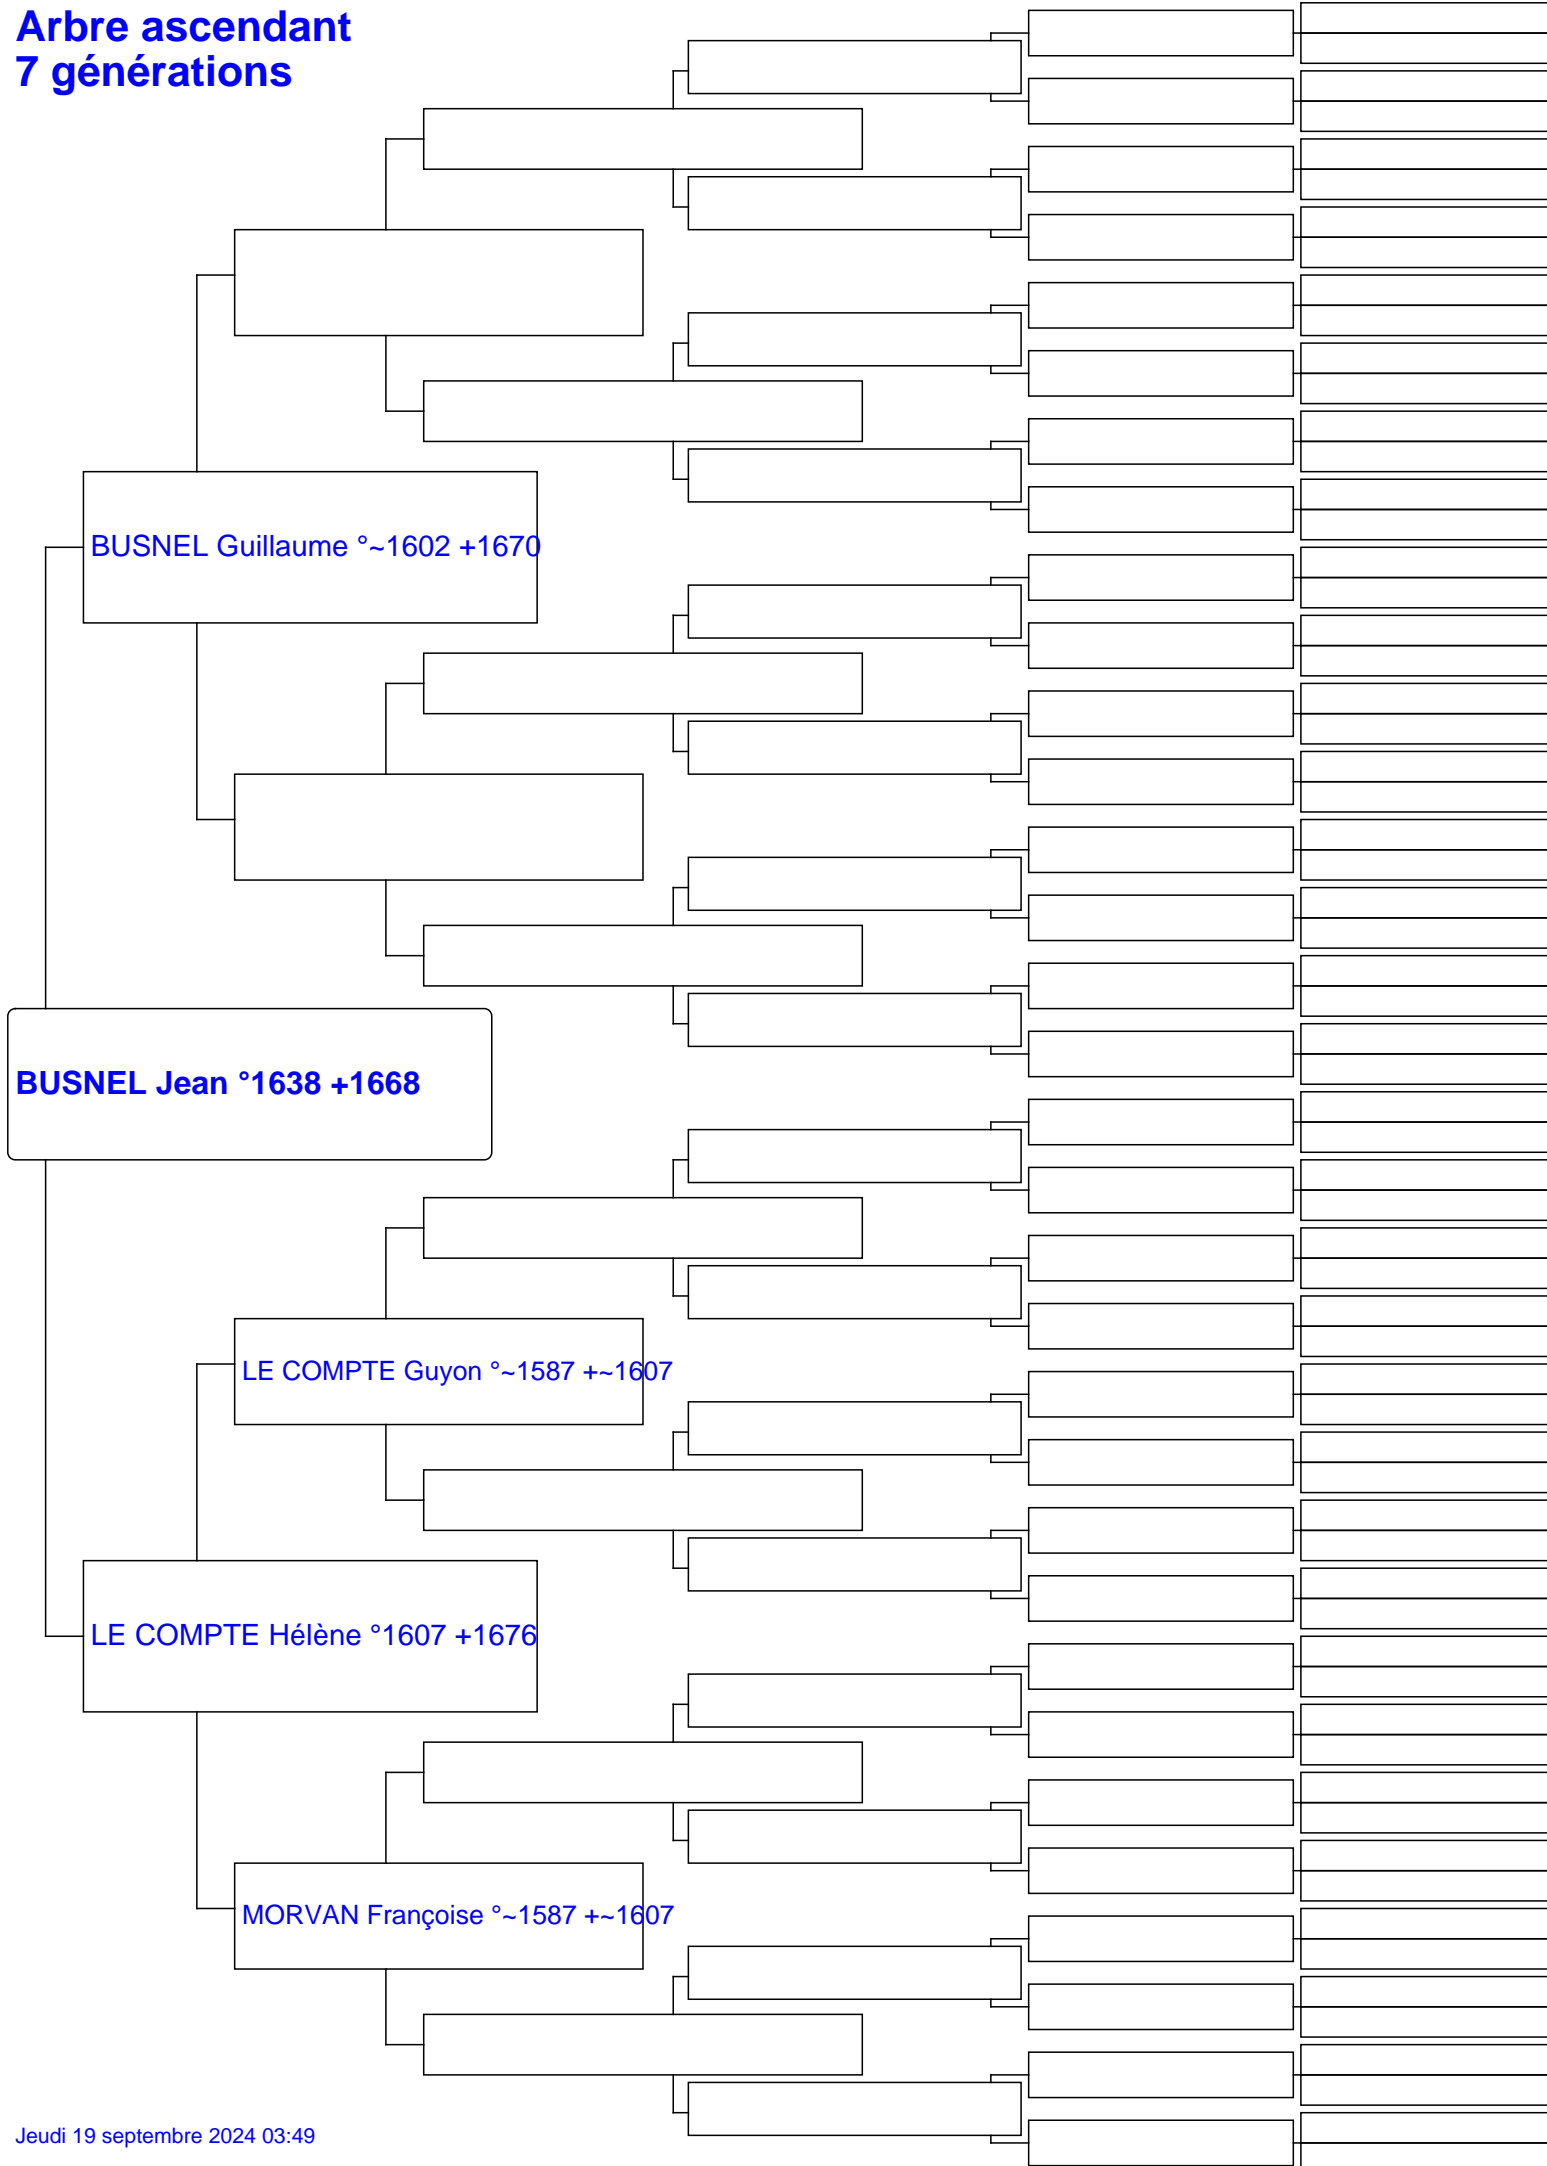 Arbre ascendant
7 générations
BUSNEL Guillaume °~1602 +1670
BUSNEL Jean °1638 +1668
LE COMPTE Guyon °~1587 +~1607
LE COMPTE Hélène °1607 +1676
MORVAN Françoise °~1587 +~1607
Jeudi 19 septembre 2024 03:49